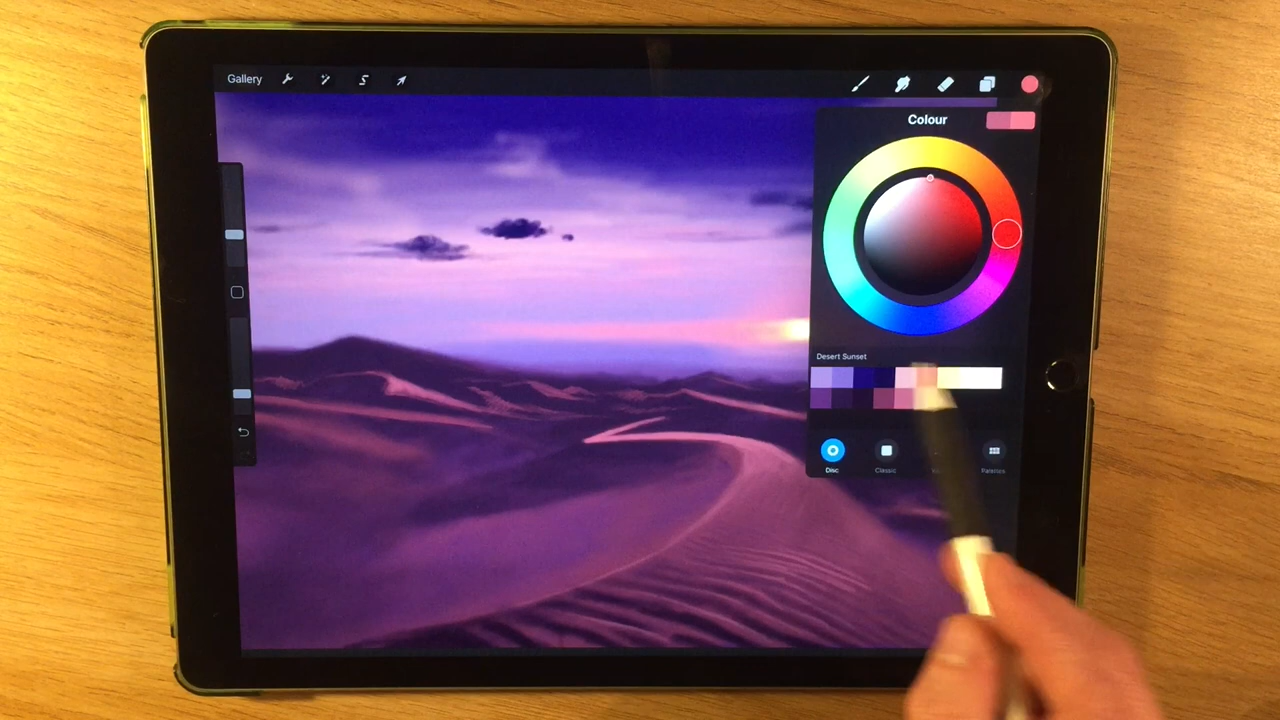 Gallery
Colour
Desert Sunset
Disc
Classic
Palettes